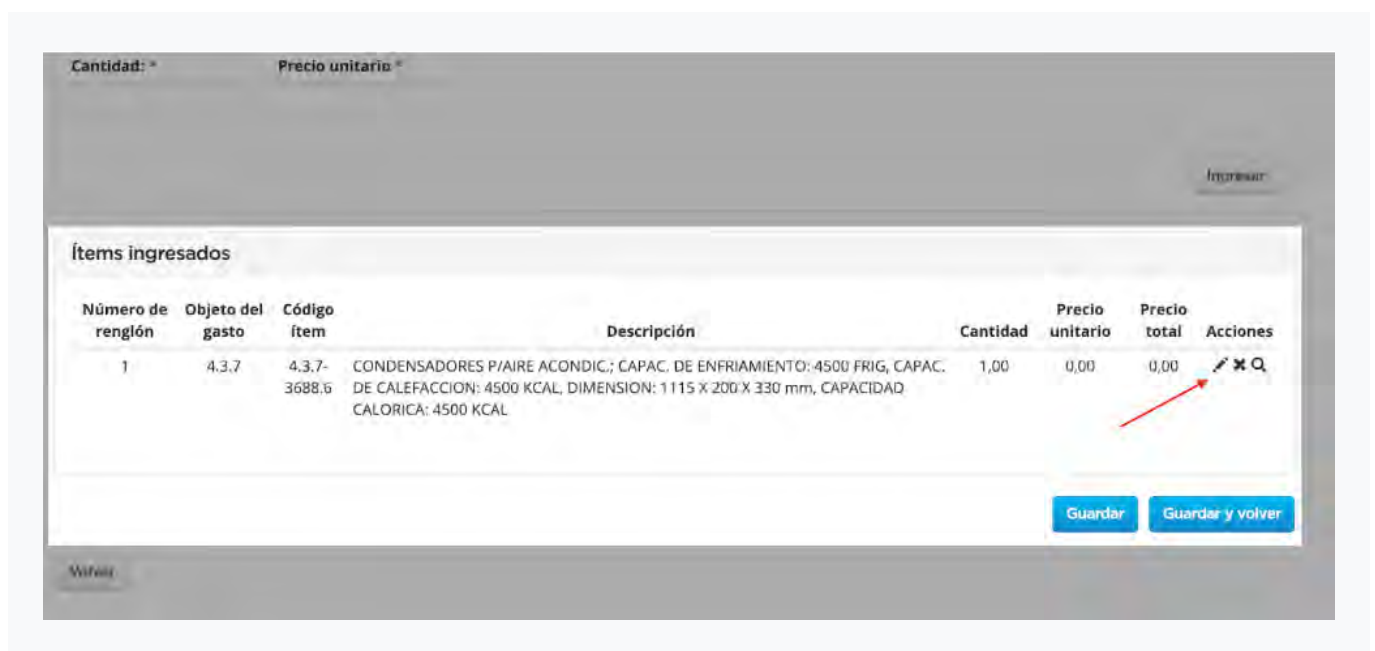 Cantidad: * Precio unitario *
Ingresar
Ítems ingresados
Número de renglón Objeto del gasto Código ítem Descripción Cantidad Precio unitario Precio total Acciones
1 4.3.7 4.3.7-3688.6 CONDENSADORES P/AIRE ACONDIC.; CAPAC. DE ENFRIAMIENTO: 4500 FRIG, CAPAC. 1,00 0,00 0,00
DE CALEFACCION: 4500 KCAL, DIMENSION: 1115 X 200 X 330 mm, CAPACIDAD
CALORICA: 4500 KCAL
Guardar Guardar y volver
Volver